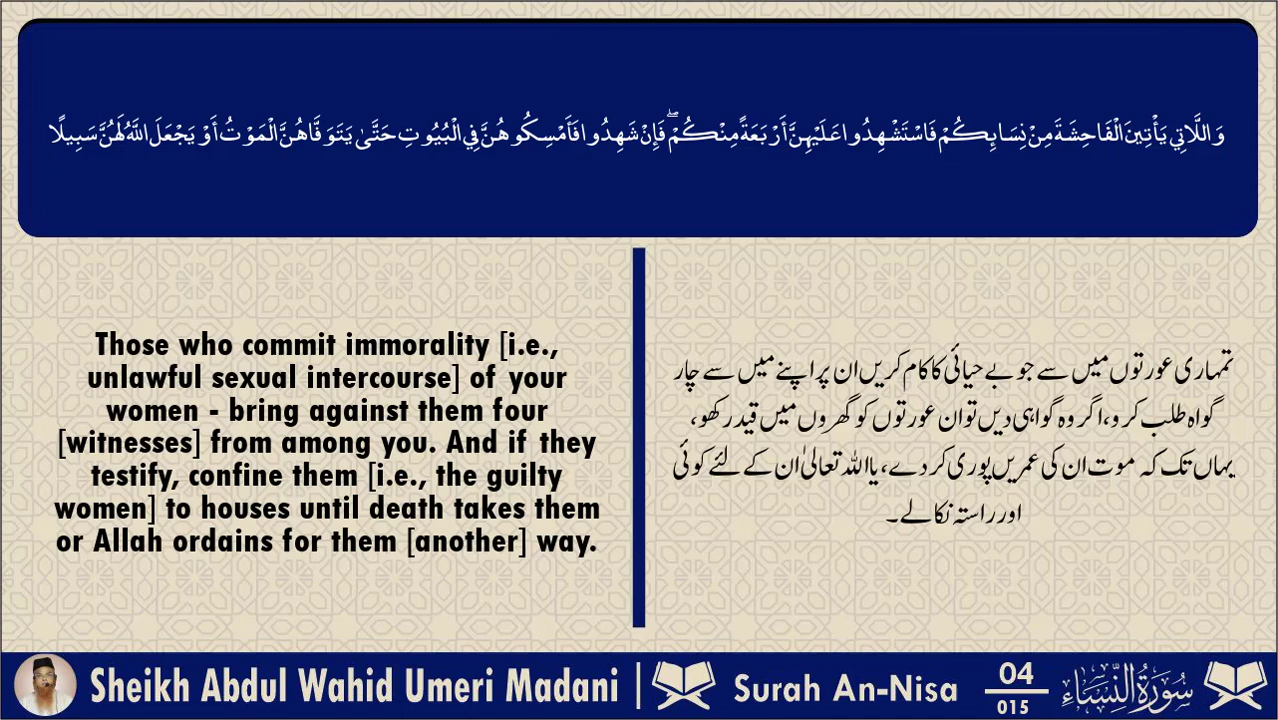 وَاللَّاتِي يَأْتِينَ الْفَاحِشَةَ مِنْ نِسَائِكُمْ فَاسْتَشْهِدُوا عَلَيْهِنَّ أَرْبَعَةً مِنْكُمْ ۖ فَإِنْ شَهِدُوا فَأَمْسِكُوهُنَّ فِي الْبُيُوتِ حَتَّىٰ يَتَوَفَّاهُنَّ الْمَوْتُ أَوْ يَجْعَلَ اللَّهُ لَهُنَّ سَبِيلًا
Those who commit immorality [i.e.,
unlawful sexual intercourse] of your
women - bring against them four
[witnesses] from among you. And if they
testify, confine them [i.e., the guilty
women] to houses until death takes them
or Allah ordains for them [another] way.
تمہاری عورتوں میں سے جو بے حیائی کا کام کریں ان پر اپنے میں سے چار
گواہ طلب کرو، اگر وه گواہی دیں تو ان عورتوں کو گھروں میں قید رکھو،
یہاں تک کہ موت ان کی عمریں پوری کردے، یا اللہ تعالیٰ ان کے لئے کوئی
اور راستہ نکالے۔
Sheikh Abdul Wahid Umeri Madani |
Surah An-Nisa
04
015
سُورَةُ النِّسَاءِ